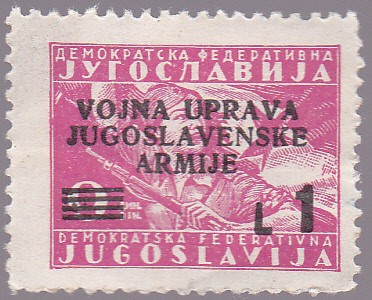 ДЕМОКРАТСКА ФЕДЕРАТИВНА
ЈУГОСЛАВИЈА
VOJNA UPRAVA
JUGOSLAVENSKE
ARMIJE
L 1
DEMOKRATSKA FEDERATIVNA
JUGOSLAVIJA